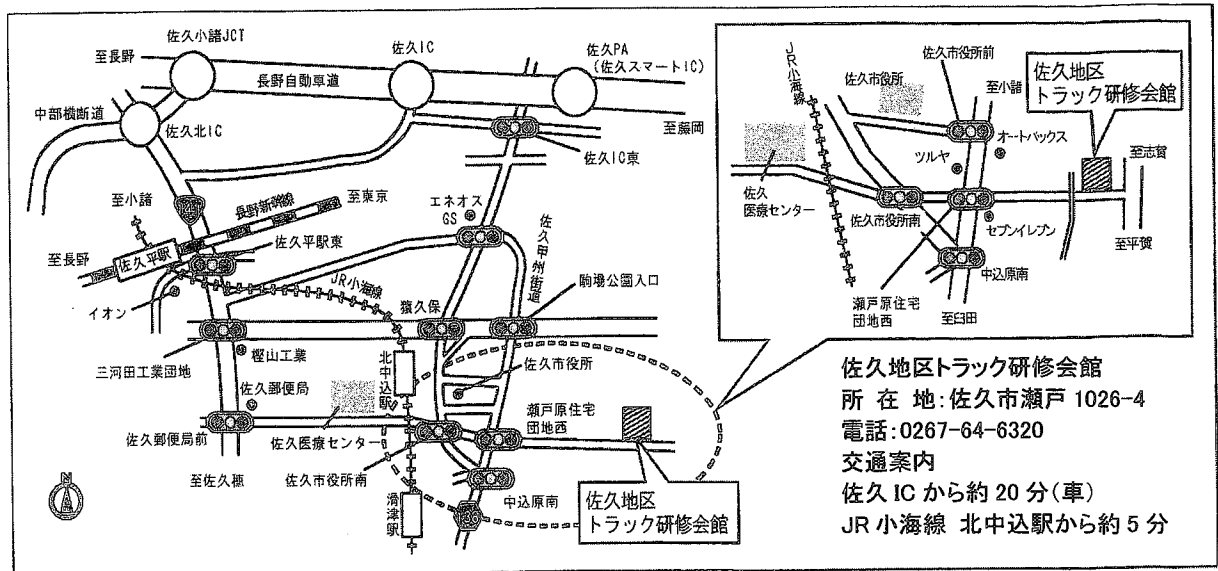 佐久小諸JCT
至長野
長野自動車道
佐久IC
佐久PA
(佐久スマートIC)
至藤岡
中部横断道
佐久北IC
佐久IC東
至小諸
長野新幹線
至東京
エネオス
GS
佐久甲州街道
至長野
佐久平駅
佐久平駅東
JR小海線
駒場公園入口
イオン
猿久保
三河田工業団地
樫山工業
北中込駅
佐久市役所
佐久郵便局
瀬戸原住宅
団地西
佐久郵便局前
佐久医療センター
至佐久穂
佐久市役所南
滑津駅
中込原南
佐久地区
トラック研修会館
JR小海線
佐久市役所前
佐久市役所
至小諸
佐久地区
トラック研修会館
オートバックス
ツルヤ
至志賀
佐久
医療センター
佐久市役所南
セブンイレブン
至平賀
中込原南
瀬戸原住宅
団地西
至臼田
佐久地区トラック研修会館
所 在 地:佐久市瀬戸 1026-4
電話:0267-64-6320
交通案内
佐久 IC から約 20 分(車)
JR 小海線 北中込駅から約 5 分
N